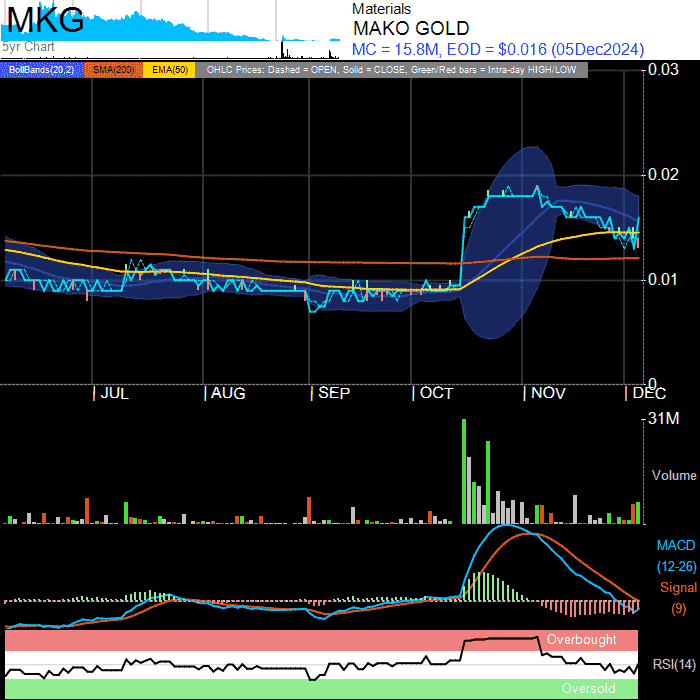 MKG
5yr Chart
Materials
MAKO GOLD
MC = 15.8M, EOD = $0.016 (05Dec2024)
BollBands(20,2) SMA(200) EMA(50) OHLC Prices: Dashed = OPEN, Solid = CLOSE, Green/Red bars = Intra-day HIGH/LOW
0.03
0.02
0.01
0
JUL AUG SEP OCT NOV DEC
31M
Volume
MACD
(12-26)
Signal
(9)
Overbought
RSI(14)
Oversold